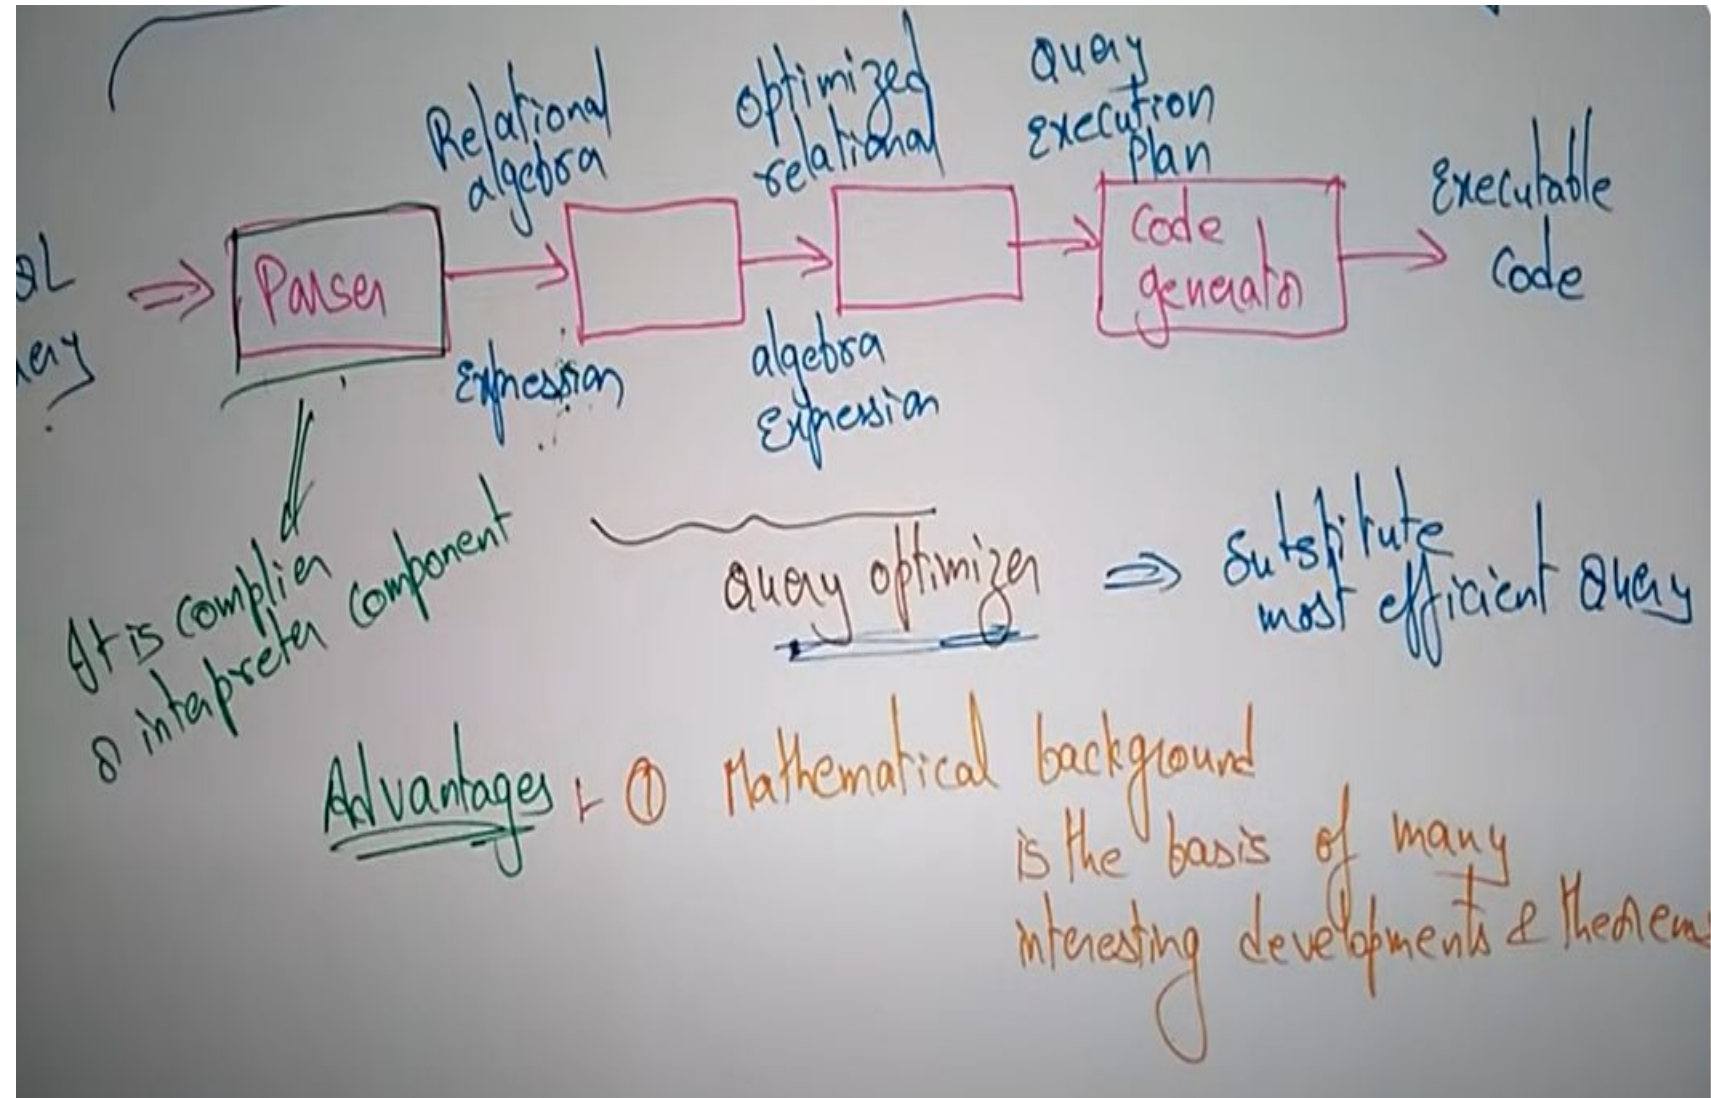 QL
uery
Parser
Relational
algebra
Expression
optimized
relational
algebra
Expression
Query
Execution
Plan
Code
generator
Executable
Code
It is complier
or interpreter component
Query optimizer ⇒ Substitute
most efficient Query
Advantages :- ① Mathematical background
is the basis of many
interesting developments & theorems